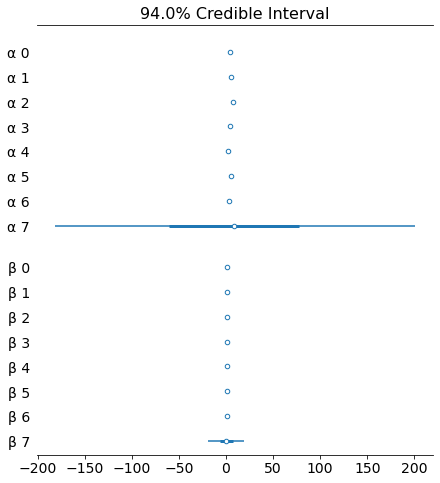 94.0% Credible Interval
α 0
α 1
α 2
α 3
α 4
α 5
α 6
α 7
β 0
β 1
β 2
β 3
β 4
β 5
β 6
β 7
−200 −150 −100 −50 0 50 100 150 200